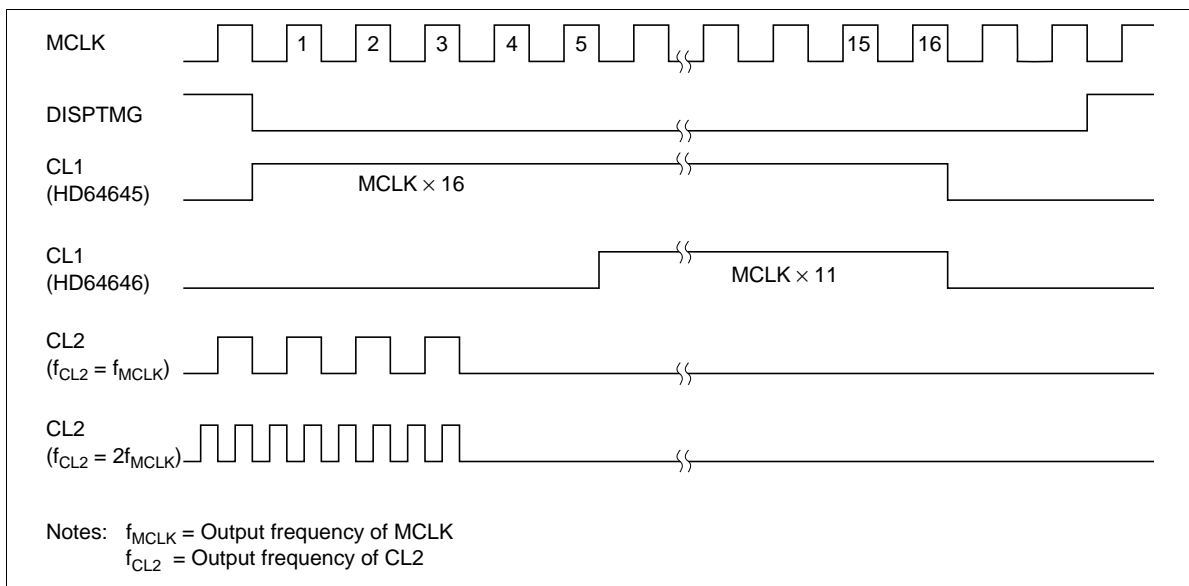 MCLK
1 2 3 4 5 15 16
DISPTMG
CL1
(HD64645)
MCLK × 16
CL1
(HD64646)
MCLK × 11
CL2
(fCL2 = fMCLK)
CL2
(fCL2 = 2fMCLK)
Notes: fMCLK = Output frequency of MCLK
fCL2 = Output frequency of CL2